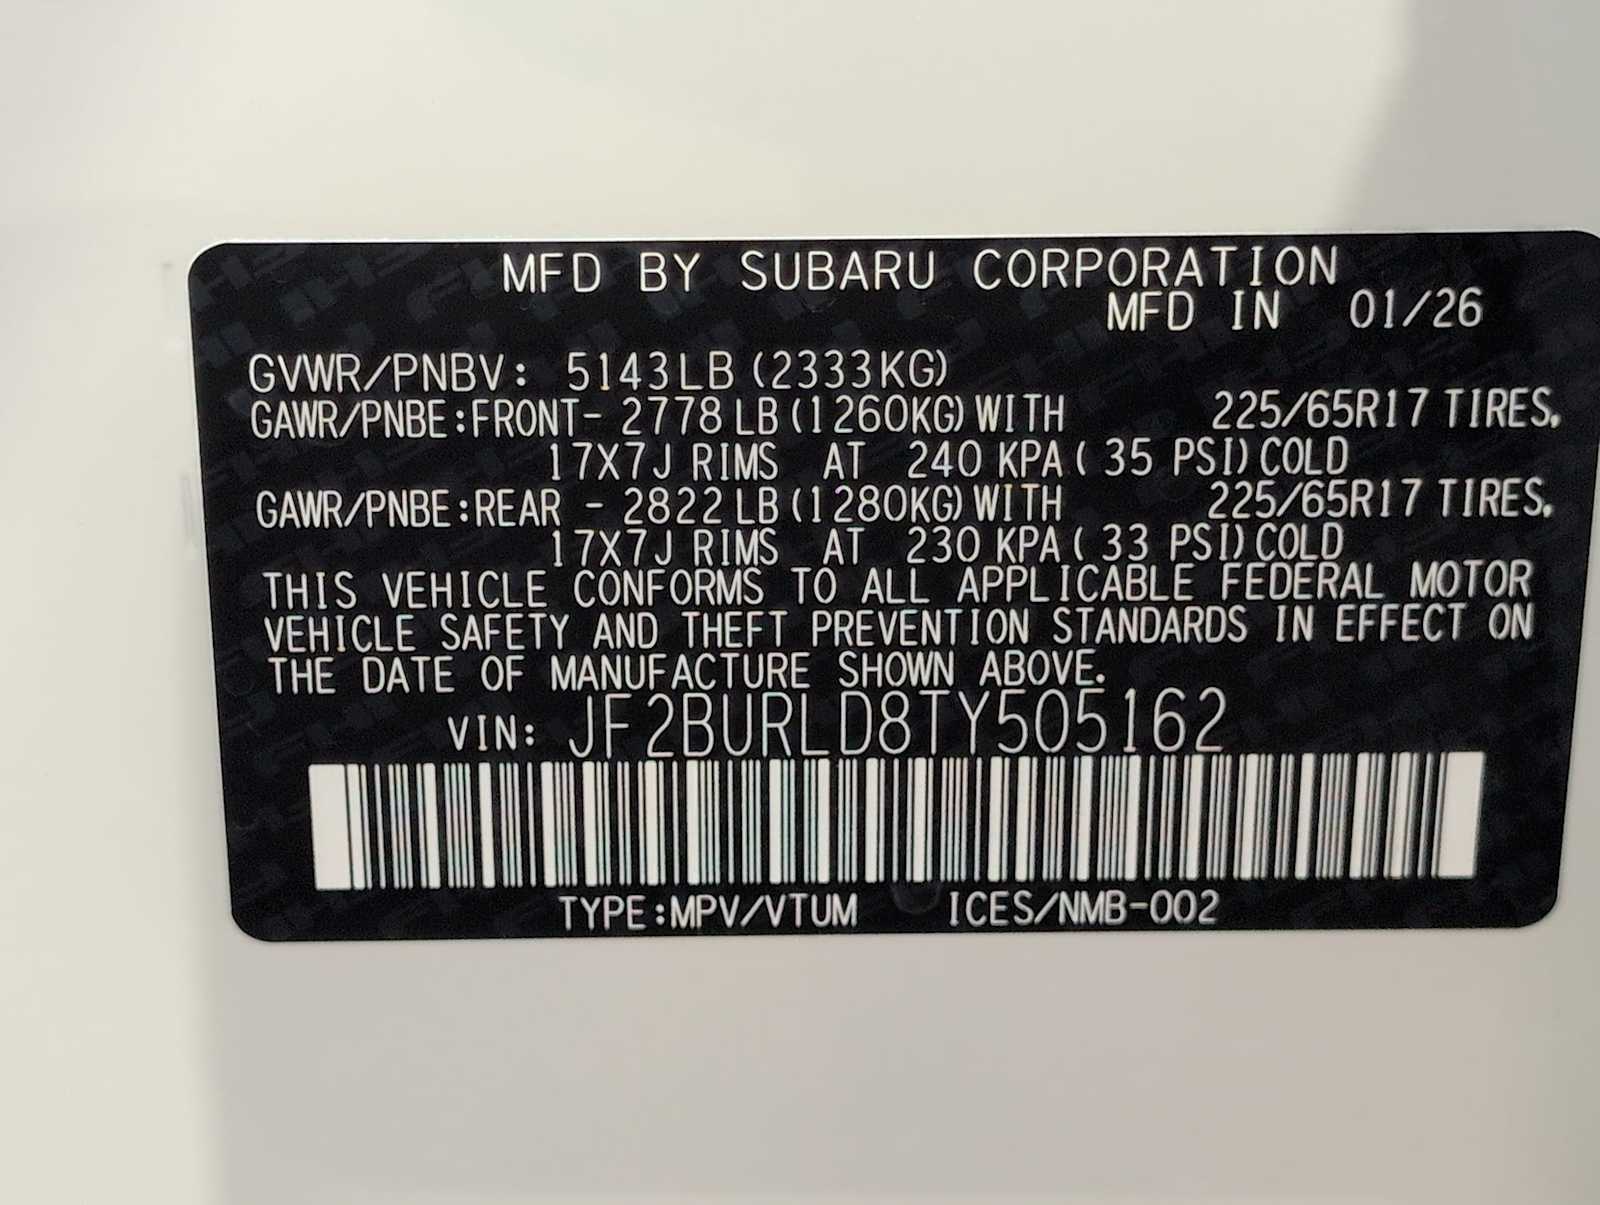 MFD BY SUBARU CORPORATION
MFD IN 01/26
GVWR/PNBV: 5143LB (2333KG)
GAWR/PNBE:FRONT- 2778 LB (1260KG) WITH 225/65R17 TIRES,
17X7J RIMS AT 240 KPA ( 35 PSI) COLD
GAWR/PNBE:REAR - 2822 LB (1280KG) WITH 225/65R17 TIRES,
17X7J RIMS AT 230 KPA ( 33 PSI) COLD
THIS VEHICLE CONFORMS TO ALL APPLICABLE FEDERAL MOTOR
VEHICLE SAFETY AND THEFT PREVENTION STANDARDS IN EFFECT ON
THE DATE OF MANUFACTURE SHOWN ABOVE.
VIN: JF2BURLD8TY505162
TYPE:MPV/VTUM ICES/NMB-002